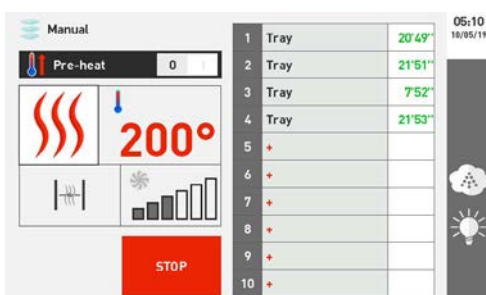 Manual
Pre-heat 0
200°
STOP
1 Tray 20'49''
2 Tray 21'51''
3 Tray 7'52''
4 Tray 21'53''
5 +
6 +
7 +
8 +
9 +
10 +
05:10
10/05/19